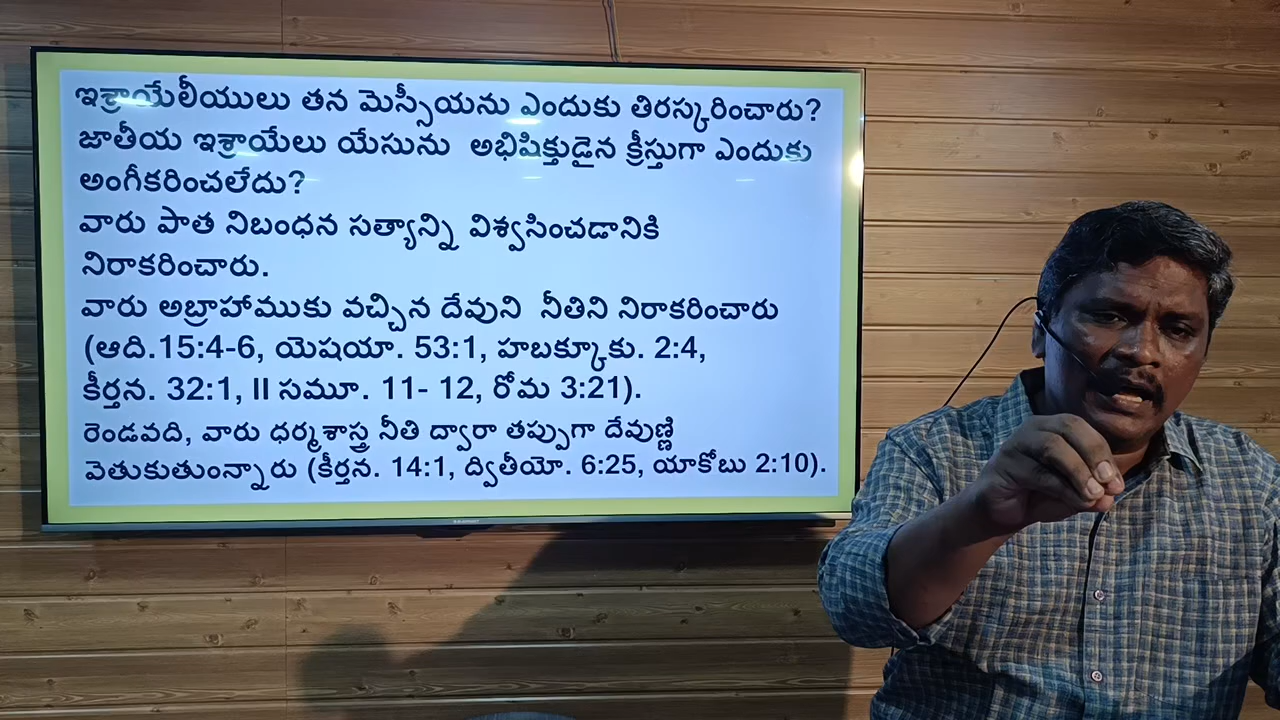 ఇశ్రాయేలీయులు తన మెస్సీయను ఎందుకు తిరస్కరించారు?
జాతీయ ఇశ్రాయేలు యేసును అభిషిక్తుడైన క్రీస్తుగా ఎందుకు
అంగీకరించలేదు?
వారు పాత నిబంధన సత్యాన్ని విశ్వసించడానికి
నిరాకరించారు.
వారు అబ్రాహాముకు వచ్చిన దేవుని నీతిని నిరాకరించారు
(ఆది.15:4-6, యెషయా. 53:1, హబక్కూకు. 2:4,
కీర్తన. 32:1, II సమూ. 11- 12, రోమ 3:21).
రెండవది, వారు ధర్మశాస్త్ర నీతి ద్వారా తప్పుగా దేవుణ్ణి
వెతుకుతుంన్నారు (కీర్తన. 14:1, ద్వితీయో. 6:25, యాకోబు 2:10).